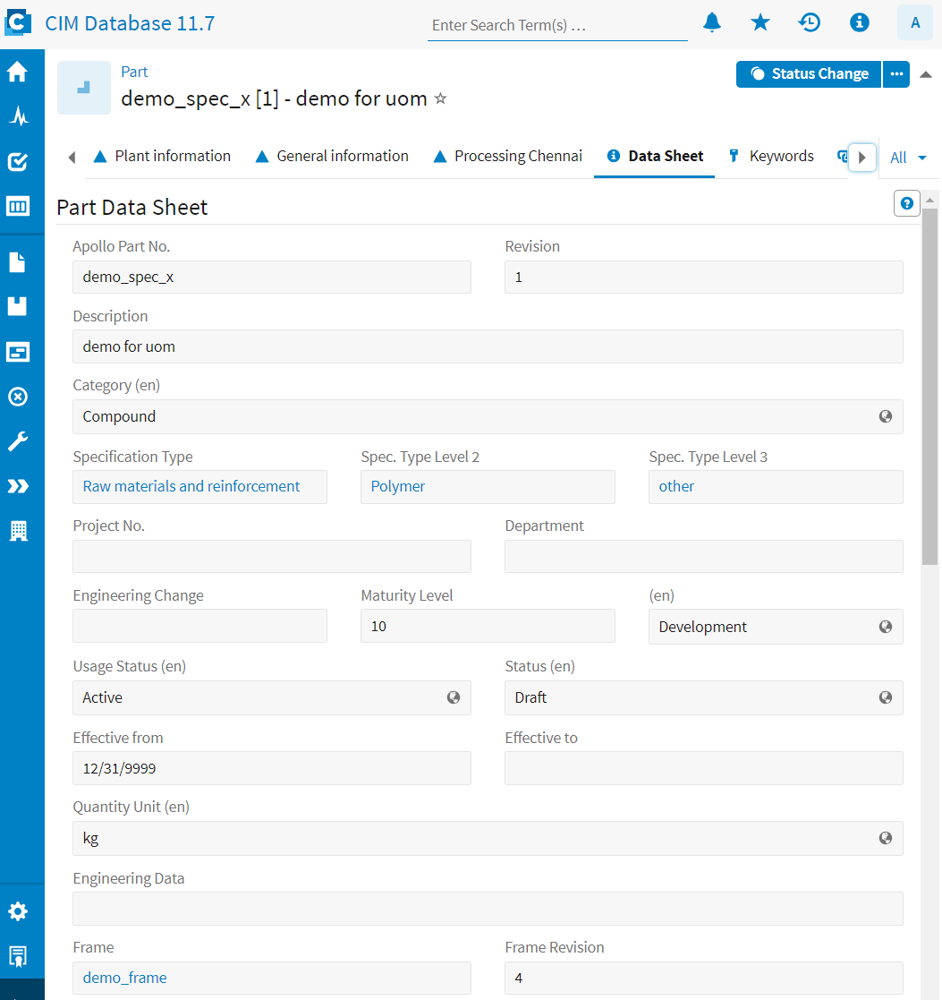 CIM Database 11.7
Enter Search Term(s) …
A
Part
demo_spec_x [1] - demo for uom
Status Change
Plant information
General information
Processing Chennai
Data Sheet
Keywords
All
Part Data Sheet
Apollo Part No.
Revision
demo_spec_x
1
Description
demo for uom
Category (en)
Compound
Specification Type
Spec. Type Level 2
Spec. Type Level 3
Raw materials and reinforcement
Polymer
other
Project No.
Department
Engineering Change
Maturity Level
(en)
10
Development
Usage Status (en)
Status (en)
Active
Draft
Effective from
Effective to
12/31/9999
Quantity Unit (en)
kg
Engineering Data
Frame
Frame Revision
demo_frame
4